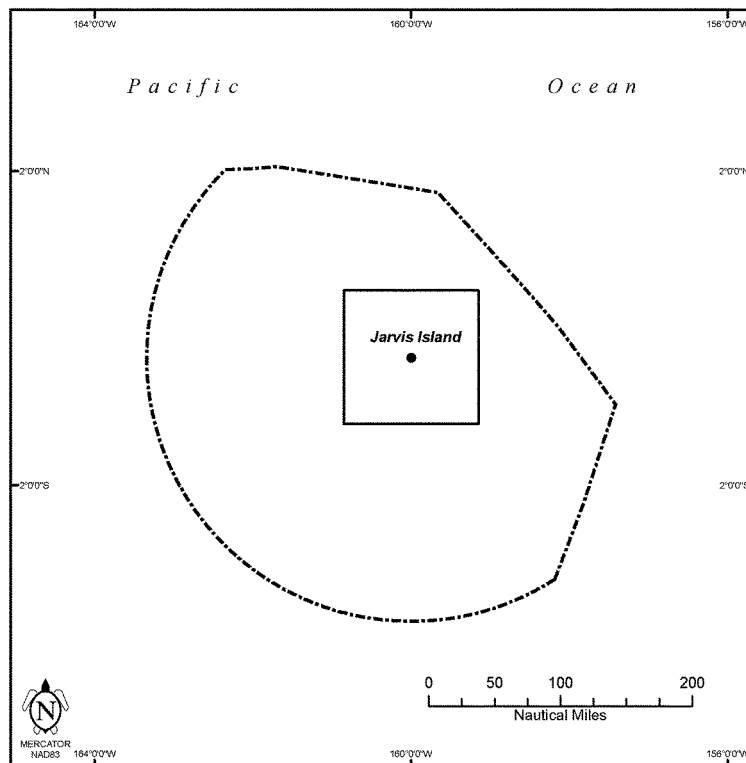 164°0'0"W 160°0'0"W 156°0'0"W
Pacific Ocean
2°0'0"N 2°0'0"N
Jarvis Island
2°0'0"S 2°0'0"S
0 50 100 200
Nautical Miles
N
MERCATOR
NAD83
164°0'0"W 160°0'0"W 156°0'0"W